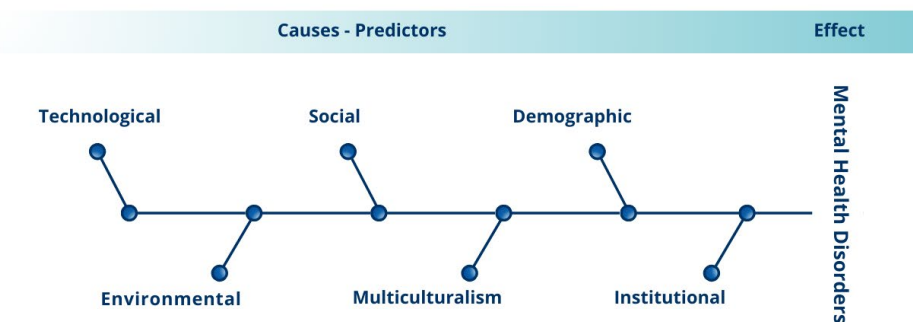 Causes - Predictors
Effect
Technological
Social
Demographic
Mental Health Disorders
Environmental
Multiculturalism
Institutional